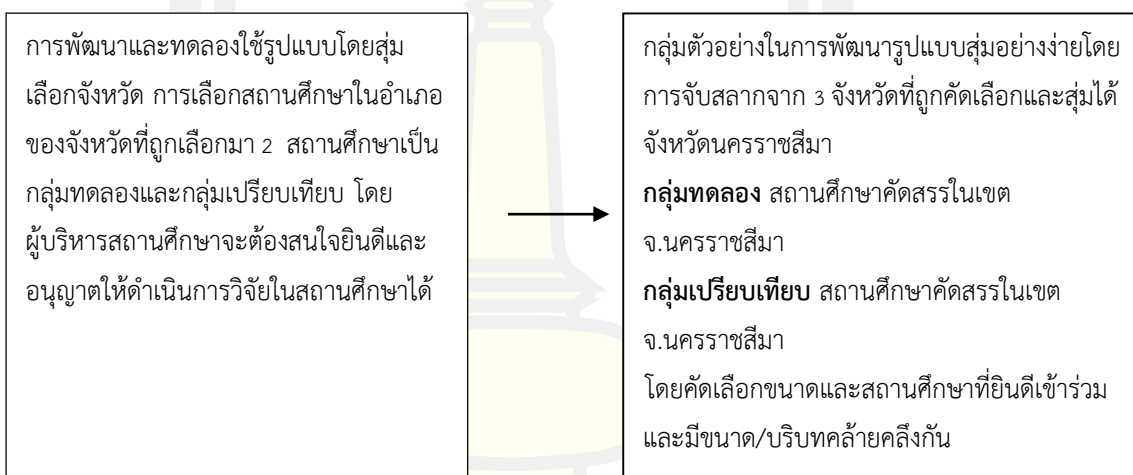 การพัฒนาและทดลองใช้รูปแบบโดยสุ่ม
เลือกจังหวัด การเลือกสถานศึกษาในอำเภอ
ของจังหวัดที่ถูกเลือกมา 2 สถานศึกษาเป็น
กลุ่มทดลองและกลุ่มเปรียบเทียบ โดย
ผู้บริหารสถานศึกษาจะต้องสนใจยินดีและ
อนุญาตให้ดำเนินการวิจัยในสถานศึกษาได้
กลุ่มตัวอย่างในการพัฒนารูปแบบสุ่มอย่างง่ายโดย
การจับสลากจาก 3 จังหวัดที่ถูกคัดเลือกและสุ่มได้
จังหวัดนครราชสีมา
กลุ่มทดลอง สถานศึกษาคัดสรรในเขต
จ.นครราชสีมา
กลุ่มเปรียบเทียบ สถานศึกษาคัดสรรในเขต
จ.นครราชสีมา
โดยคัดเลือกขนาดและสถานศึกษาที่ยินดีเข้าร่วม
และมีขนาด/บริบทคล้ายคลึงกัน